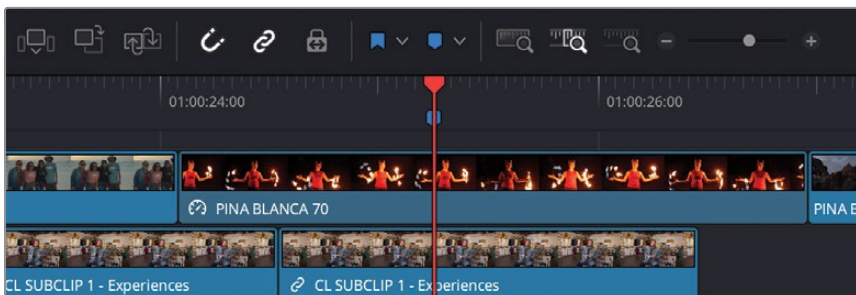 01:00:24:00
01:00:26:00
PINA BLANCA 70
PINA B
CL SUBCLIP 1 - Experiences
CL SUBCLIP 1 - Experiences